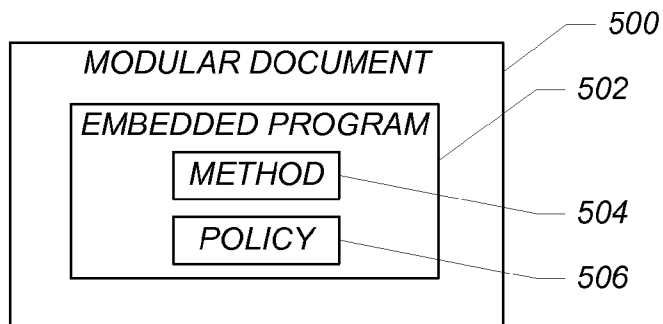 500
MODULAR DOCUMENT
502
EMBEDDED PROGRAM
METHOD
504
POLICY
506